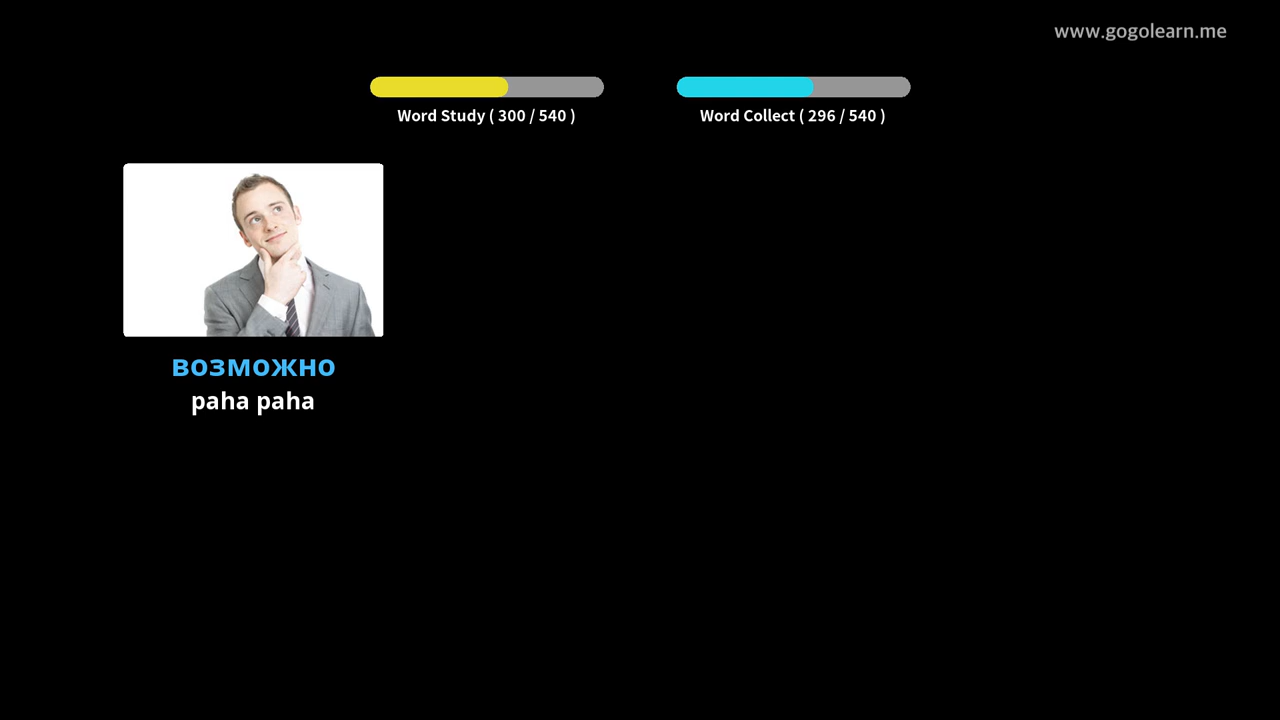 www.gogolearn.me
Word Study ( 300 / 540 )
Word Collect ( 296 / 540 )
возможно
paha paha